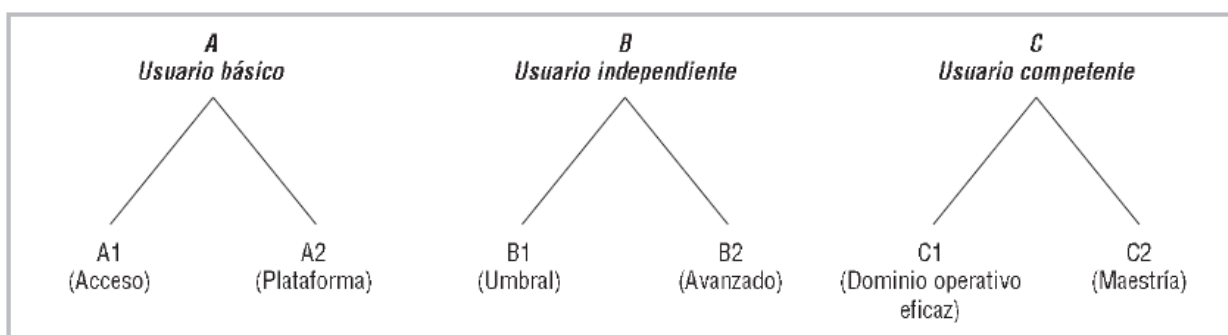 A
Usuario básico
B
Usuario independiente
C
Usuario competente
A1
(Acceso)
A2
(Plataforma)
B1
(Umbral)
B2
(Avanzado)
C1
(Dominio operativo
eficaz)
C2
(Maestría)